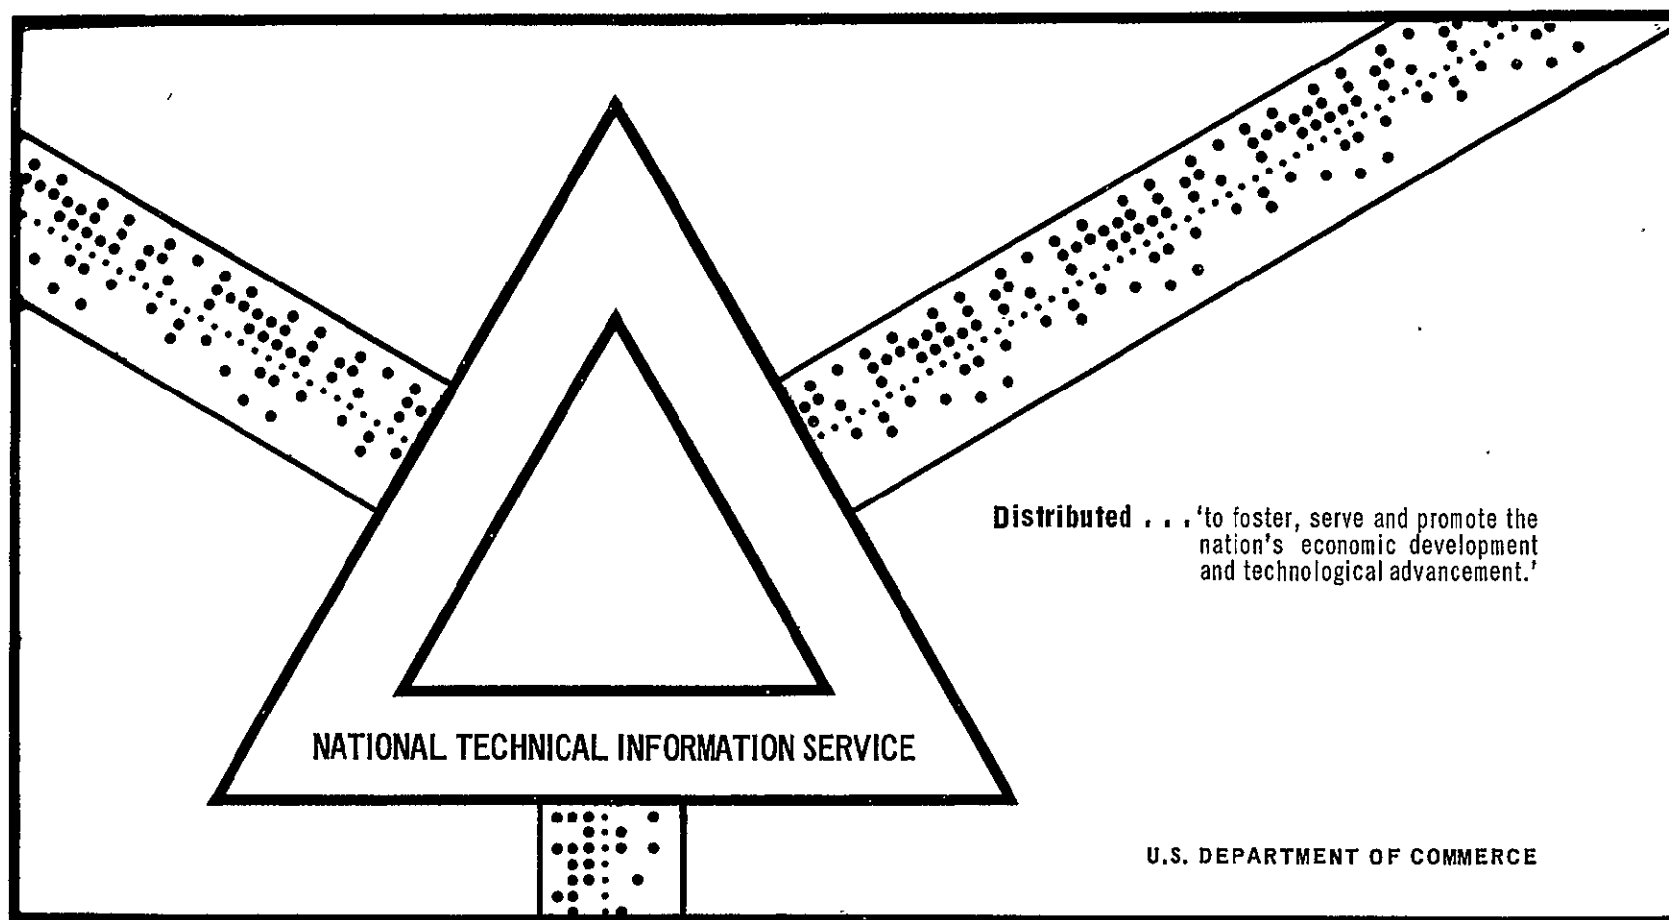 Distributed . . . 'to foster, serve and promote the
nation's economic development
and technological advancement.'
NATIONAL TECHNICAL INFORMATION SERVICE
U.S. DEPARTMENT OF COMMERCE